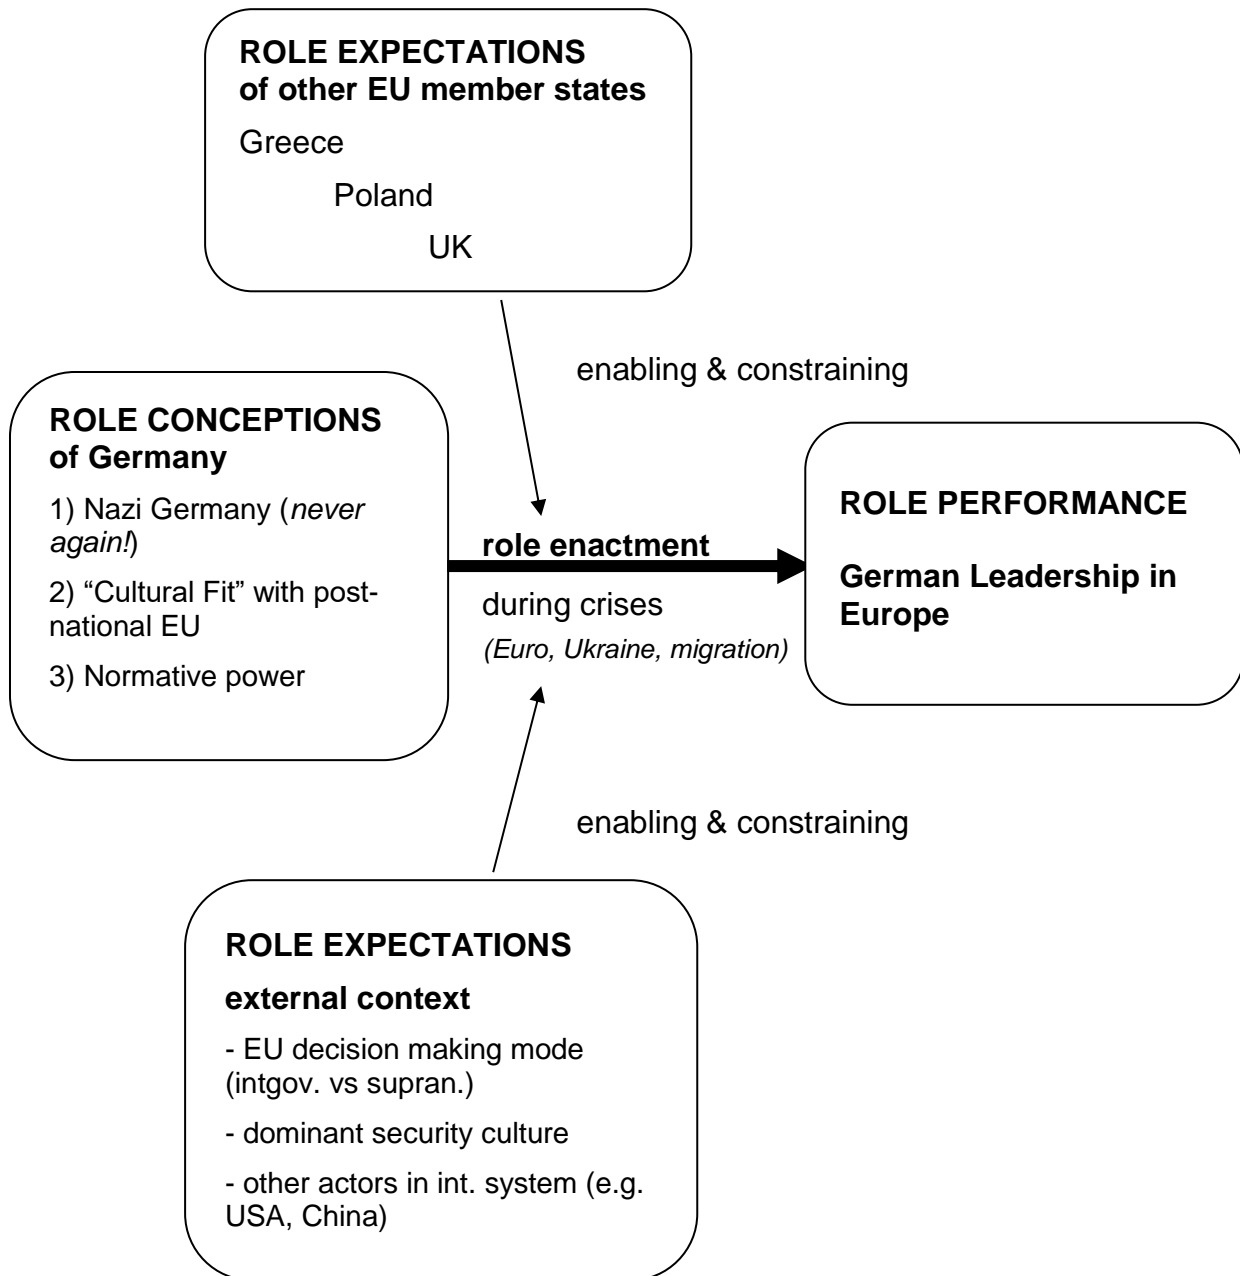 ROLE EXPECTATIONS
of other EU member states
Greece
Poland
UK
enabling & constraining
ROLE CONCEPTIONS
of Germany
1) Nazi Germany (never
again!)
2) “Cultural Fit” with post-
national EU
3) Normative power
role enactment
during crises
(Euro, Ukraine, migration)
ROLE PERFORMANCE
German Leadership in
Europe
enabling & constraining
ROLE EXPECTATIONS
external context
- EU decision making mode
(intgov. vs supran.)
- dominant security culture
- other actors in int. system (e.g.
USA, China)